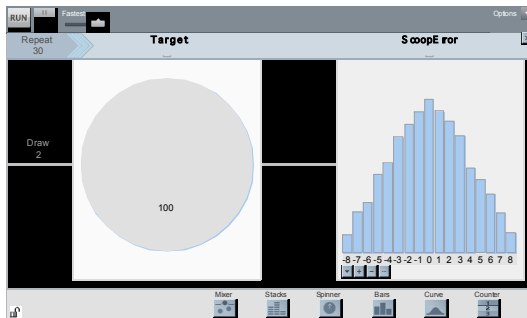 RUN
Fastest
Options
Repeat
30
Target
ScoopError
Draw
2
100
-8 -7 -6 -5 -4 -3 -2 -1 0 1 2 3 4 5 6 7 8
Mixer
Stacks
Spinner
Bars
Curve
Counter